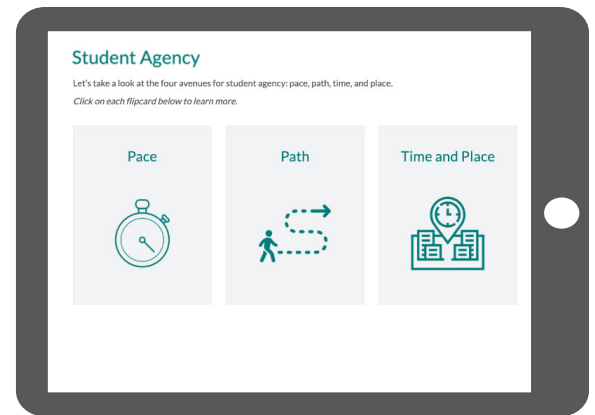 Student Agency
Let's take a look at the four avenues for student agency: pace, path, time, and place.
Click on each flipcard below to learn more.
Pace
Path
Time and Place